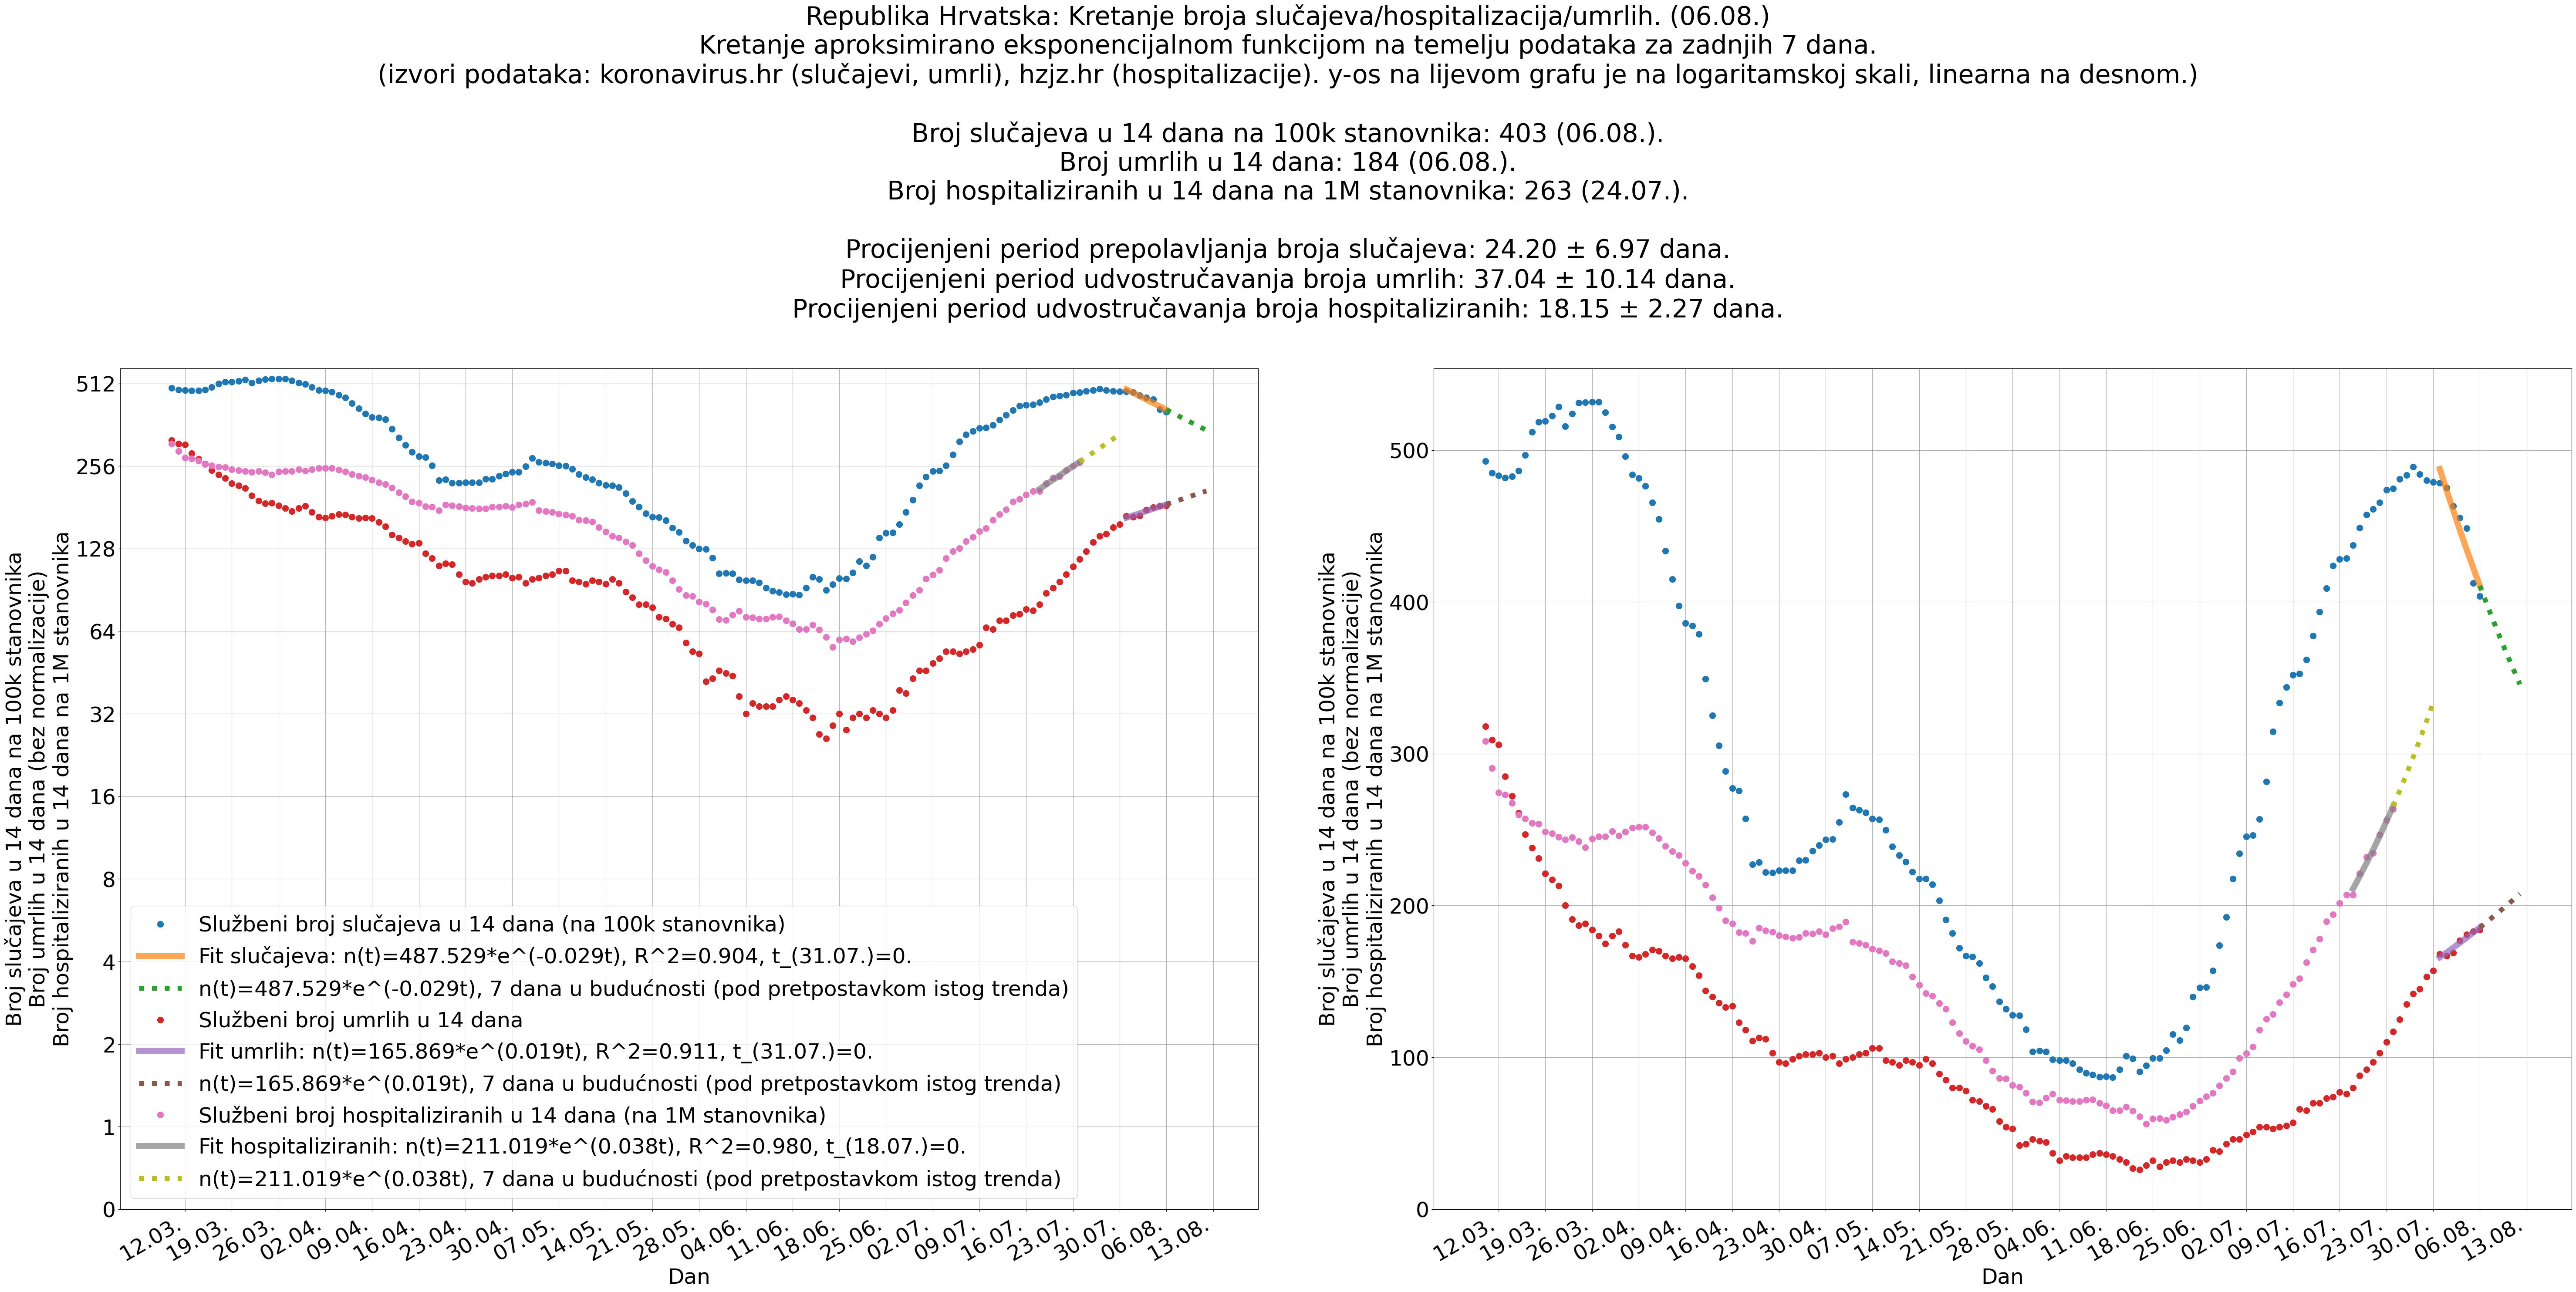 Republika Hrvatska: Kretanje broja slučajeva/hospitalizacija/umrlih. (06.08.)
Kretanje aproksimirano eksponencijalnom funkcijom na temelju podataka za zadnjih 7 dana.
(izvori podataka: koronavirus.hr (slučajevi, umrli), hzjz.hr (hospitalizacije). y-os na lijevom grafu je na logaritamskoj skali, linearna na desnom.)
Broj slučajeva u 14 dana na 100k stanovnika: 403 (06.08.).
Broj umrlih u 14 dana: 184 (06.08.).
Broj hospitaliziranih u 14 dana na 1M stanovnika: 263 (24.07.).
Procijenjeni period prepolavljanja broja slučajeva: 24.20 ± 6.97 dana.
Procijenjeni period udvostručavanja broja umrlih: 37.04 ± 10.14 dana.
Procijenjeni period udvostručavanja broja hospitaliziranih: 18.15 ± 2.27 dana.
Broj slučajeva u 14 dana na 100k stanovnika
Broj umrlih u 14 dana (bez normalizacije)
Broj hospitaliziranih u 14 dana na 1M stanovnika
512
256
128
64
32
16
8
4
2
1
0
Službeni broj slučajeva u 14 dana (na 100k stanovnika)
Fit slučajeva: n(t)=487.529*e^(-0.029t), R^2=0.904, t_(31.07.)=0.
n(t)=487.529*e^(-0.029t), 7 dana u budućnosti (pod pretpostavkom istog trenda)
Službeni broj umrlih u 14 dana
Fit umrlih: n(t)=165.869*e^(0.019t), R^2=0.911, t_(31.07.)=0.
n(t)=165.869*e^(0.019t), 7 dana u budućnosti (pod pretpostavkom istog trenda)
Službeni broj hospitaliziranih u 14 dana (na 1M stanovnika)
Fit hospitaliziranih: n(t)=211.019*e^(0.038t), R^2=0.980, t_(18.07.)=0.
n(t)=211.019*e^(0.038t), 7 dana u budućnosti (pod pretpostavkom istog trenda)
12.03. 19.03. 26.03. 02.04. 09.04. 16.04. 23.04. 30.04. 07.05. 14.05. 21.05. 28.05. 04.06. 11.06. 18.06. 25.06. 02.07. 09.07. 16.07. 23.07. 30.07. 06.08. 13.08.
Dan
Broj slučajeva u 14 dana na 100k stanovnika
Broj umrlih u 14 dana (bez normalizacije)
Broj hospitaliziranih u 14 dana na 1M stanovnika
500
400
300
200
100
0
12.03. 19.03. 26.03. 02.04. 09.04. 16.04. 23.04. 30.04. 07.05. 14.05. 21.05. 28.05. 04.06. 11.06. 18.06. 25.06. 02.07. 09.07. 16.07. 23.07. 30.07. 06.08. 13.08.
Dan